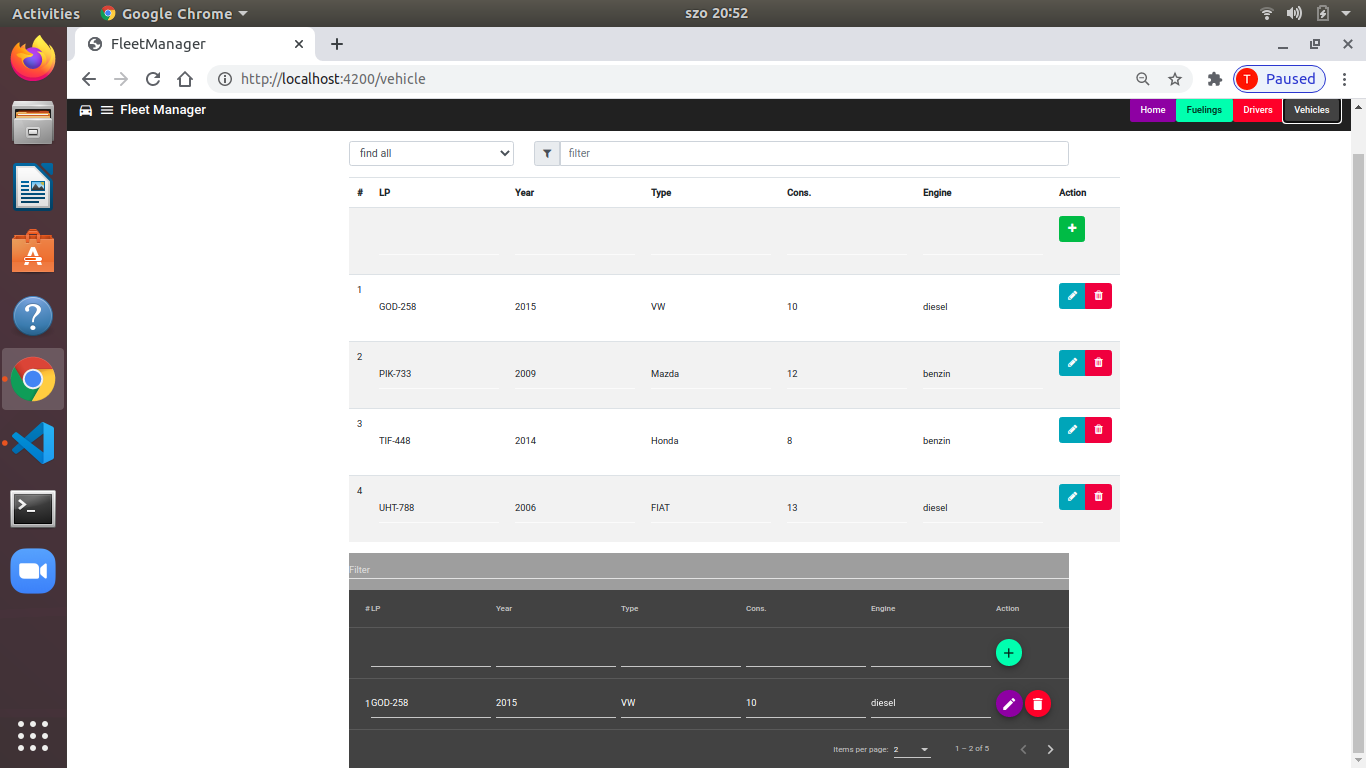 Activities Google Chrome szo 20:52
FleetManager
http://localhost:4200/vehicle T Paused
Fleet Manager Home Fuelings Drivers Vehicles
find all filter
# LP Year Type Cons. Engine Action
1 GOD-258 2015 VW 10 diesel
2 PIK-733 2009 Mazda 12 benzin
3 TIF-448 2014 Honda 8 benzin
4 UHT-788 2006 FIAT 13 diesel
Filter
# LP Year Type Cons. Engine Action
1 GOD-258 2015 VW 10 diesel
Items per page: 2 1 – 2 of 5